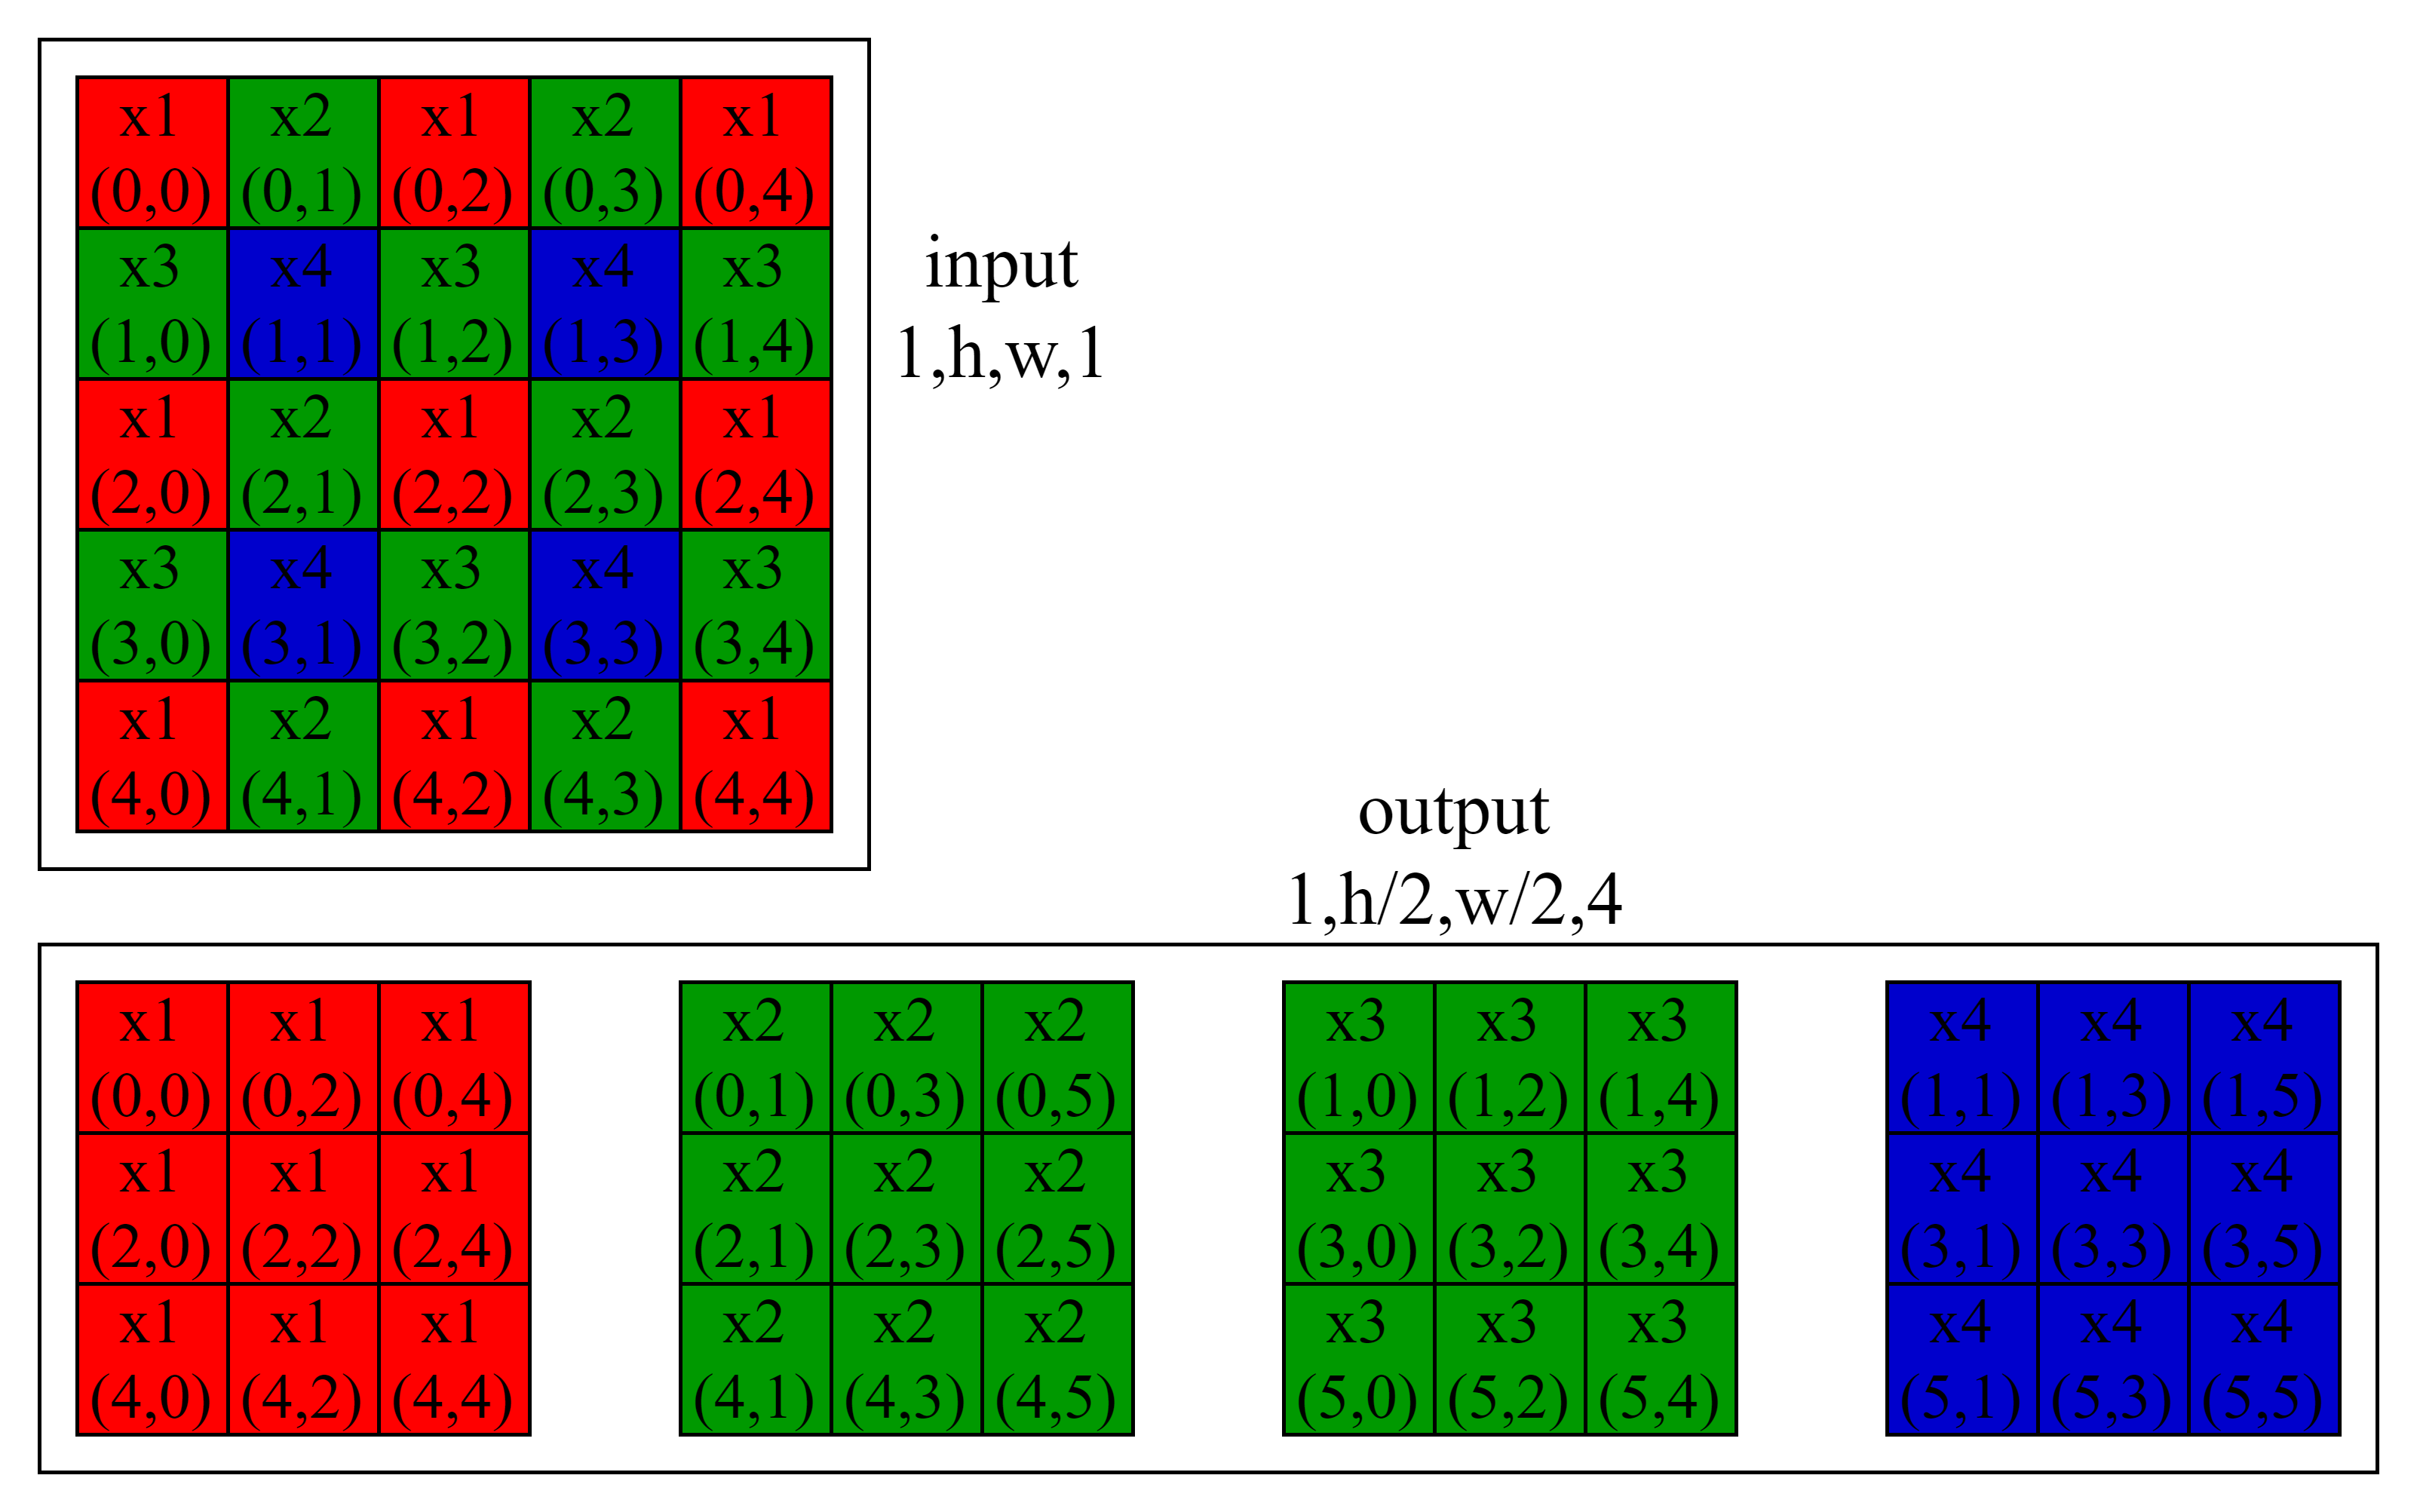 x1 x2 x1 x2 x1
(0,0) (0,1) (0,2) (0,3) (0,4)
x3 x4 x3 x4 x3
(1,0) (1,1) (1,2) (1,3) (1,4)
x1 x2 x1 x2 x1
(2,0) (2,1) (2,2) (2,3) (2,4)
x3 x4 x3 x4 x3
(3,0) (3,1) (3,2) (3,3) (3,4)
x1 x2 x1 x2 x1
(4,0) (4,1) (4,2) (4,3) (4,4)
input
1,h,w,1
output
1,h/2,w/2,4
x1 x1 x1
(0,0) (0,2) (0,4)
x1 x1 x1
(2,0) (2,2) (2,4)
x1 x1 x1
(4,0) (4,2) (4,4)
x2 x2 x2
(0,1) (0,3) (0,5)
x2 x2 x2
(2,1) (2,3) (2,5)
x2 x2 x2
(4,1) (4,3) (4,5)
x3 x3 x3
(1,0) (1,2) (1,4)
x3 x3 x3
(3,0) (3,2) (3,4)
x3 x3 x3
(5,0) (5,2) (5,4)
x4 x4 x4
(1,1) (1,3) (1,5)
x4 x4 x4
(3,1) (3,3) (3,5)
x4 x4 x4
(5,1) (5,3) (5,5)